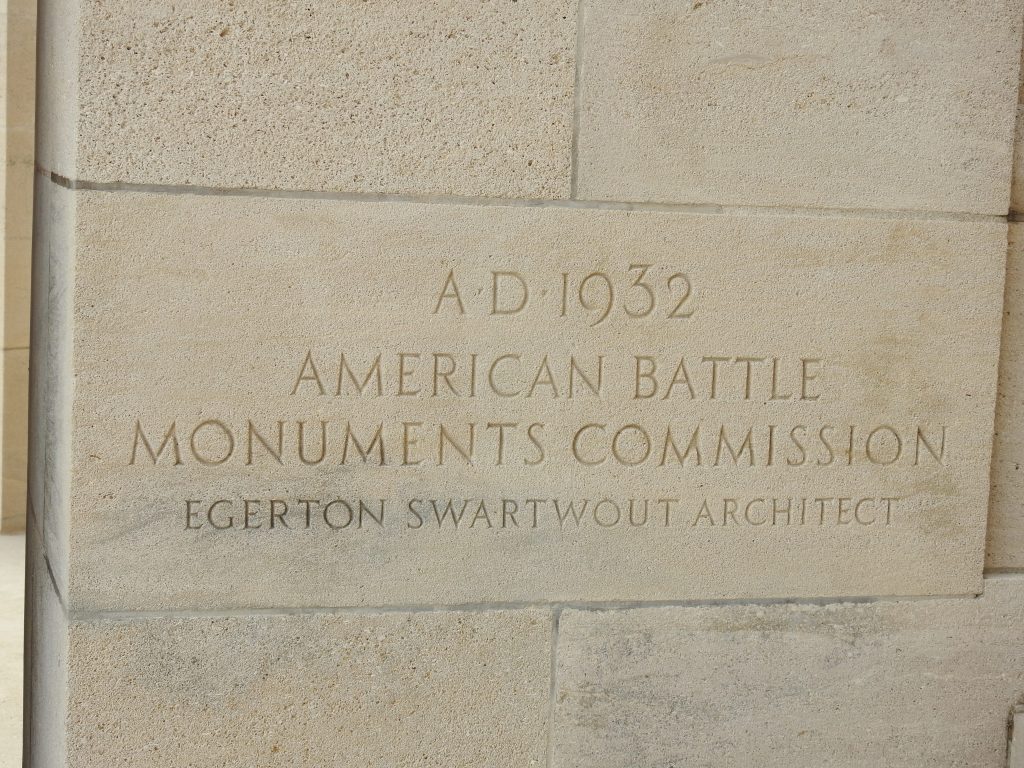 A·D·1932
AMERICAN BATTLE
MONUMENTS COMMISSION
EGERTON SWARTWOUT ARCHITECT